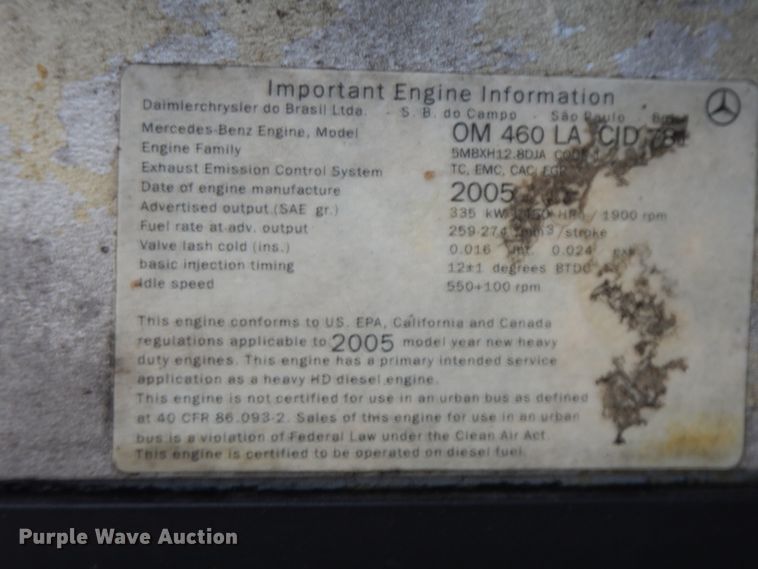 Important Engine Information
Daimlerchrysler do Brasil Ltda. - S. B. do Campo - São Paulo -
Mercedes-Benz Engine, Model OM 460 LA CID
Engine Family 5MBXH12.8DJA
Exhaust Emission Control System TC, EMC, CAC,
Date of engine manufacture 2005
Advertised output (SAE gr.) 335 kW / 1900 rpm
Fuel rate at adv. output 259-274 mm3/stroke
Valve lash cold (ins.) 0.016 int. 0.024
basic injection timing 12±1 degrees BTDC
Idle speed 550+100 rpm
This engine conforms to US. EPA, California and Canada
regulations applicable to 2005 model year new heavy
duty engines. This engine has a primary intended service
application as a heavy HD diesel engine.
This engine is not certified for use in an urban bus as defined
at 40 CFR 86.093-2. Sales of this engine for use in an urban
bus is a violation of Federal Law under the Clean Air Act.
This engine is certified to be operated on diesel fuel.
Purple Wave Auction